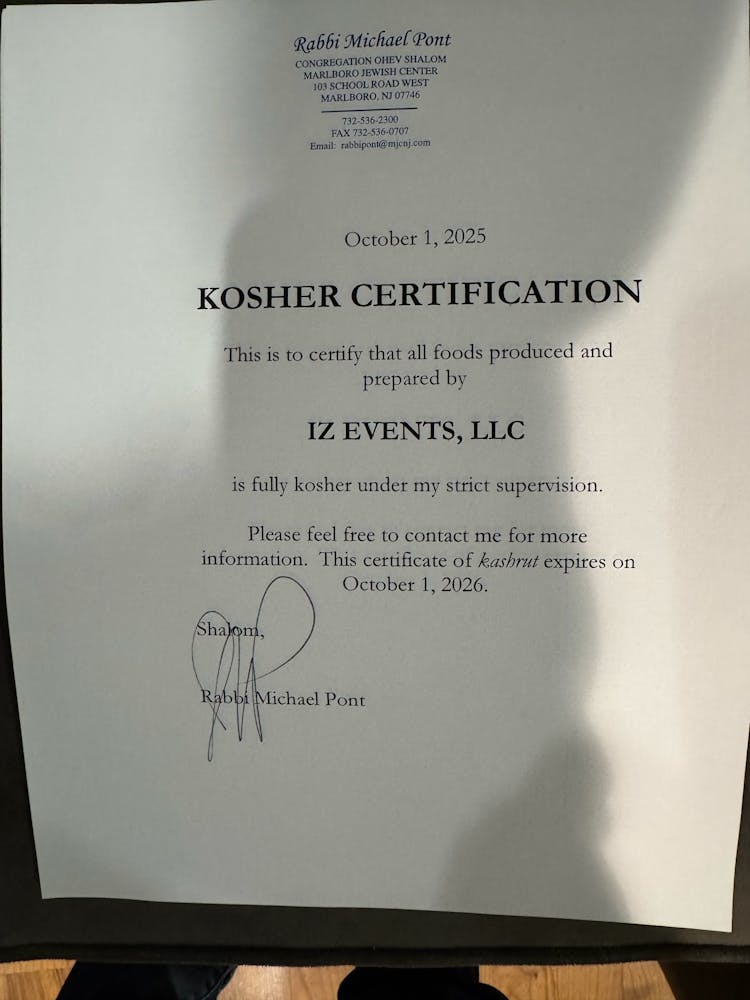 Rabbi Michael Pont
CONGREGATION OHEV SHALOM
MARLBORO JEWISH CENTER
103 SCHOOL ROAD WEST
MARLBORO, NJ 07746
732-536-2300
FAX 732-536-0707
Email: rabbipont@mjcnj.com
October 1, 2025
KOSHER CERTIFICATION
This is to certify that all foods produced and
prepared by
IZ EVENTS, LLC
is fully kosher under my strict supervision.
Please feel free to contact me for more
information. This certificate of kashrut expires on
October 1, 2026.
Shalom,
Rabbi Michael Pont